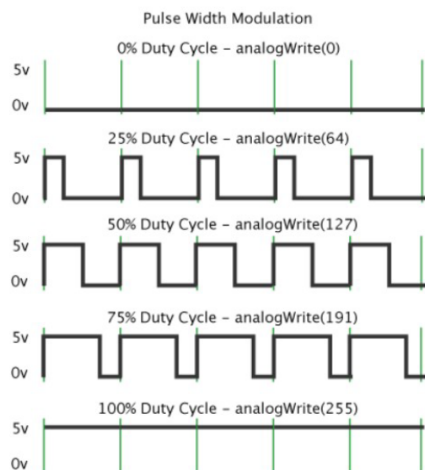 Pulse Width Modulation
0% Duty Cycle – analogWrite(0)
5v
0v
25% Duty Cycle – analogWrite(64)
5v
0v
50% Duty Cycle – analogWrite(127)
5v
0v
75% Duty Cycle – analogWrite(191)
5v
0v
100% Duty Cycle – analogWrite(255)
5v
0v